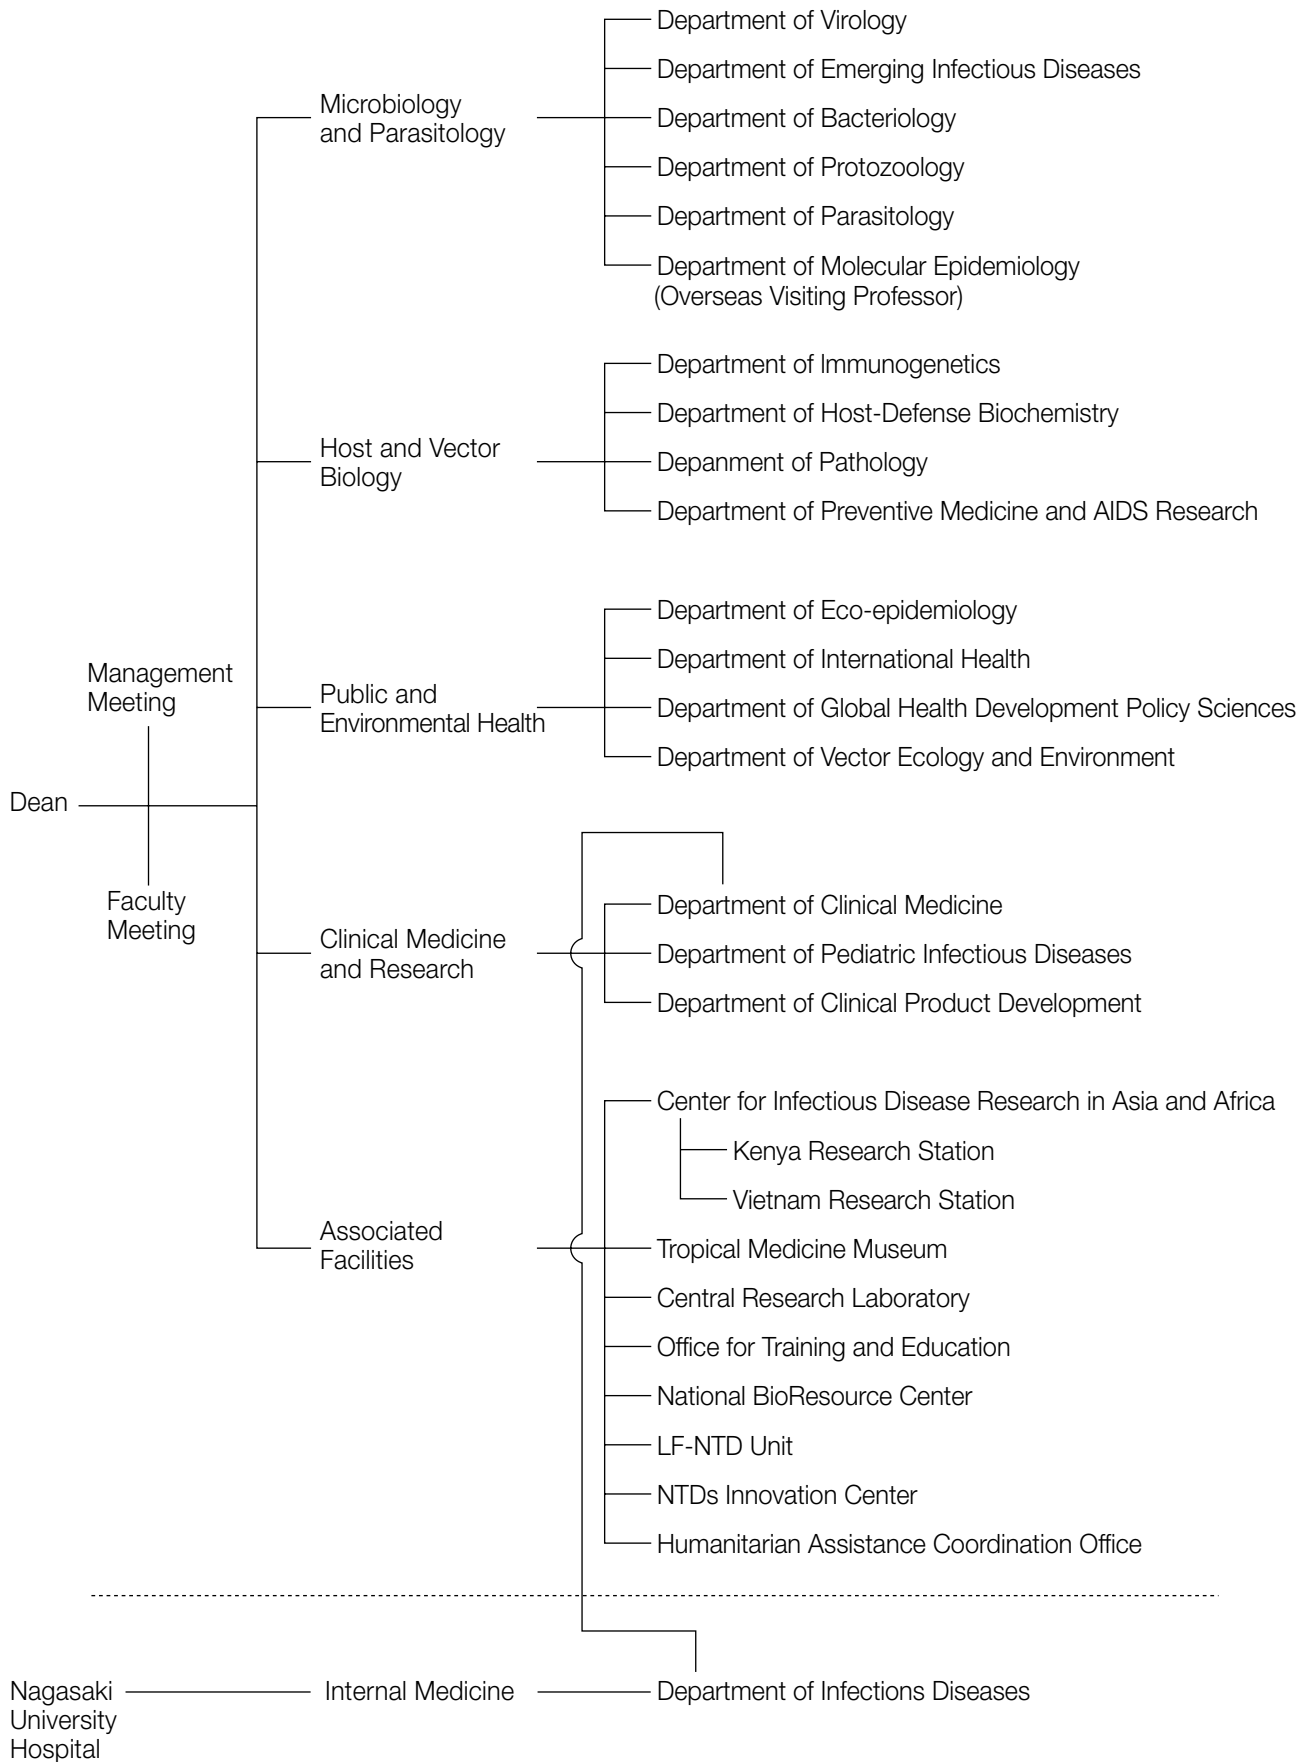 Department of Virology
Department of Emerging Infectious Diseases
Microbiology
and Parasitology
Department of Bacteriology
Department of Protozoology
Department of Parasitology
Department of Molecular Epidemiology
(Overseas Visiting Professor)
Department of Immunogenetics
Department of Host-Defense Biochemistry
Host and Vector
Biology
Depanment of Pathology
Department of Preventive Medicine and AIDS Research
Department of Eco-epidemiology
Department of International Health
Management
Meeting
Public and
Environmental Health
Department of Global Health Development Policy Sciences
Department of Vector Ecology and Environment
Dean
Faculty
Meeting
Department of Clinical Medicine
Clinical Medicine
and Research
Department of Pediatric Infectious Diseases
Department of Clinical Product Development
Center for Infectious Disease Research in Asia and Africa
Kenya Research Station
Vietnam Research Station
Associated
Facilities
Tropical Medicine Museum
Central Research Laboratory
Office for Training and Education
National BioResource Center
LF-NTD Unit
NTDs Innovation Center
Humanitarian Assistance Coordination Office
Nagasaki
University
Hospital
Internal Medicine
Department of Infections Diseases